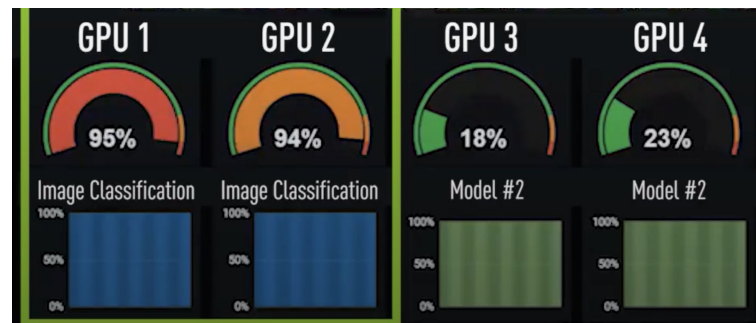 GPU 1 GPU 2 GPU 3 GPU 4
95% 94% 18% 23%
Image Classification Image Classification Model #2 Model #2
100% 100% 100% 100%
50% 50% 50% 50%
0% 0% 0% 0%